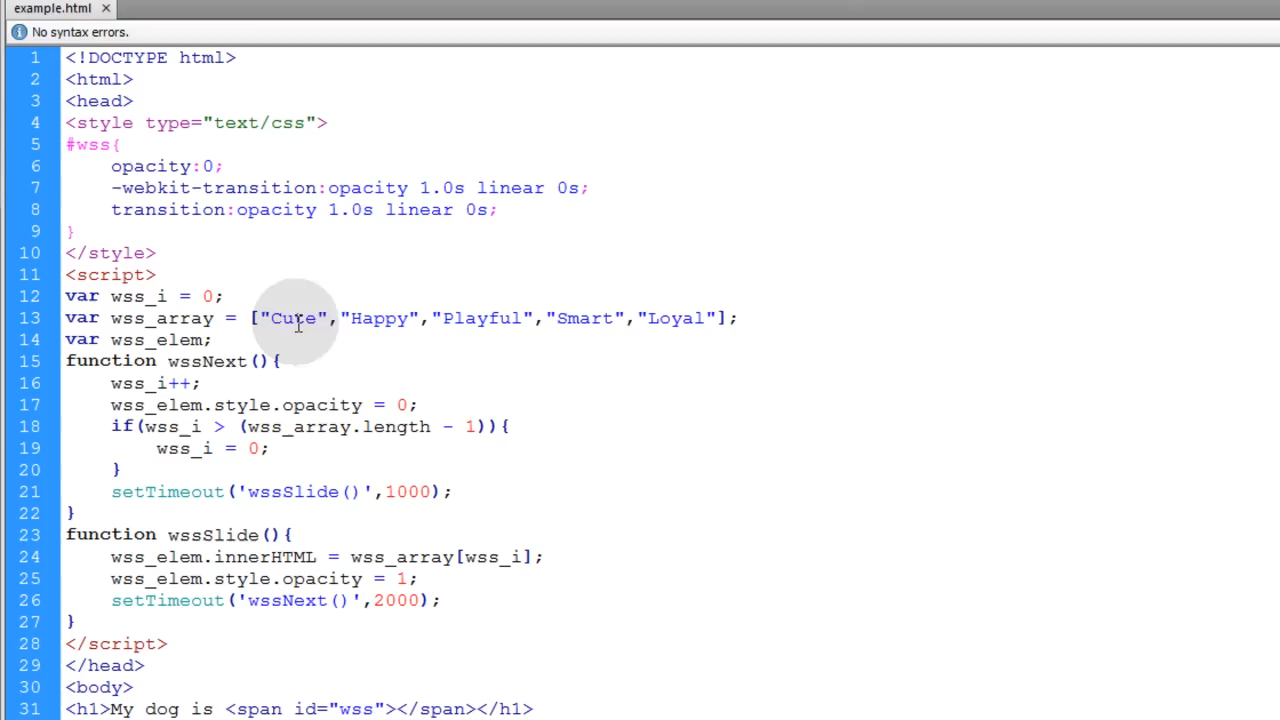 example.html ×
No syntax errors.
1 <!DOCTYPE html>
2 <html>
3 <head>
4 <style type="text/css">
5 #wss{
6     opacity:0;
7     -webkit-transition:opacity 1.0s linear 0s;
8     transition:opacity 1.0s linear 0s;
9 }
10 </style>
11 <script>
12 var wss_i = 0;
13 var wss_array = ["Cute","Happy","Playful","Smart","Loyal"];
14 var wss_elem;
15 function wssNext(){
16     wss_i++;
17     wss_elem.style.opacity = 0;
18     if(wss_i > (wss_array.length - 1)){
19         wss_i = 0;
20     }
21     setTimeout('wssSlide()',1000);
22 }
23 function wssSlide(){
24     wss_elem.innerHTML = wss_array[wss_i];
25     wss_elem.style.opacity = 1;
26     setTimeout('wssNext()',2000);
27 }
28 </script>
29 </head>
30 <body>
31 <h1>My dog is <span id="wss"></span></h1>